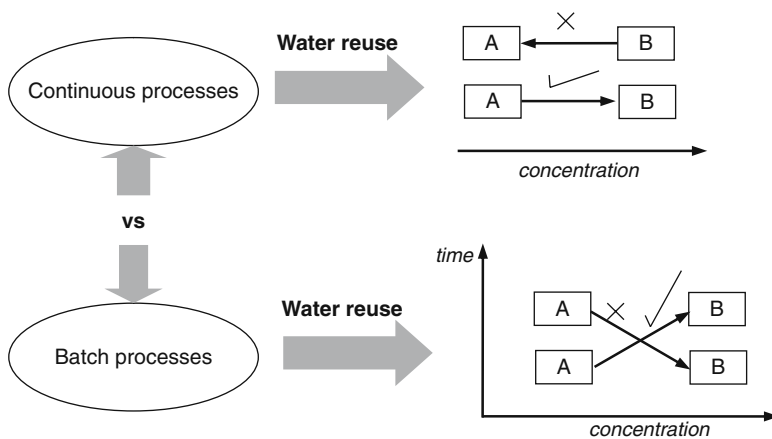 Water reuse
A B
Continuous processes
A B
concentration
vs
time
Water reuse
A B
Batch processes
A B
concentration